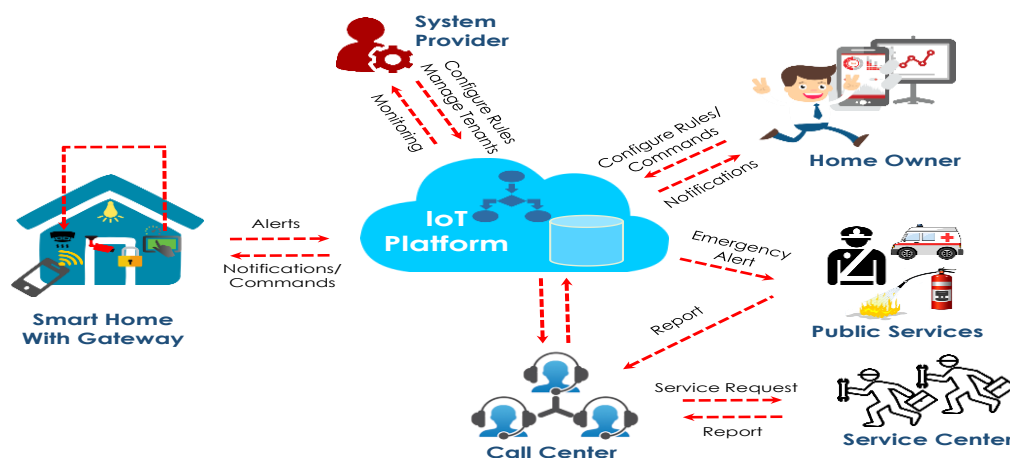 System
Provider
Configure Rules
Manage Tenants
Monitoring
Configure Rules/
Commands
Notifications
Home Owner
IoT
Platform
Alerts
Notifications/
Commands
Smart Home
With Gateway
Emergency
Alert
Public Services
Report
Service Request
Report
Call Center
Service Center